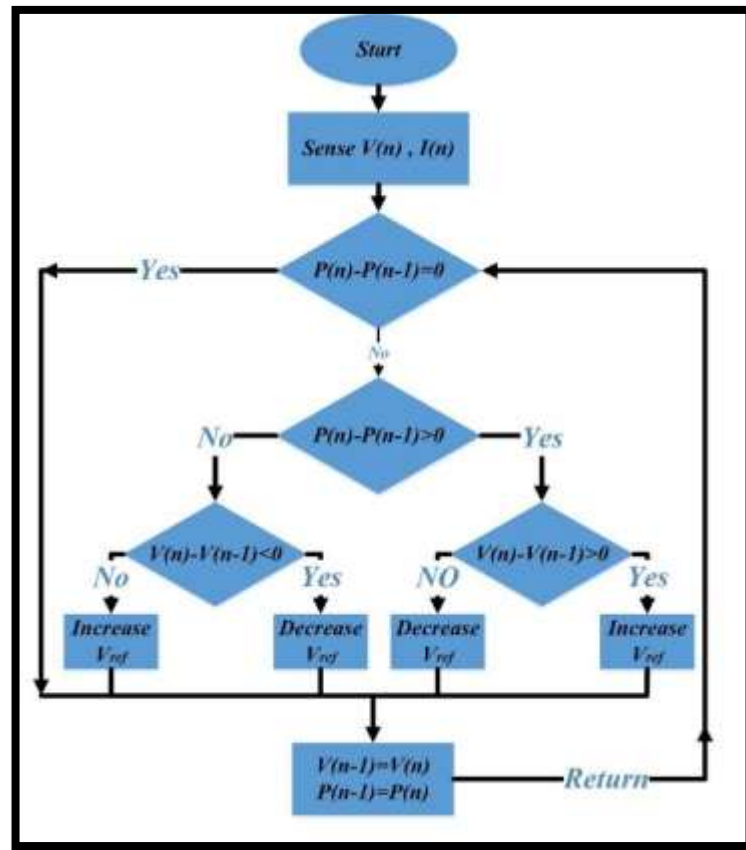 Start
Sense V(n) , I(n)
P(n)-P(n-1)=0
Yes
No
P(n)-P(n-1)>0
No
Yes
V(n)-V(n-1)<0
V(n)-V(n-1)>0
No
Yes
NO
Yes
Increase
Vref
Decrease
Vref
Decrease
Vref
Increase
Vref
V(n-1)=V(n)
P(n-1)=P(n)
Return